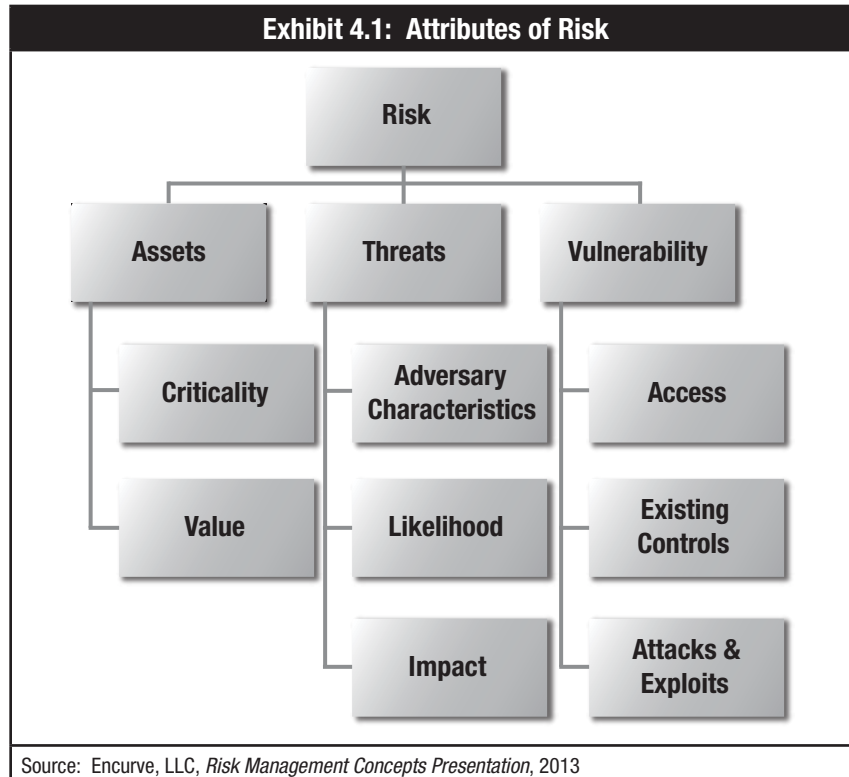 Exhibit 4.1: Attributes of Risk
Risk
Assets
Threats
Vulnerability
Criticality
Adversary
Characteristics
Access
Value
Likelihood
Existing
Controls
Impact
Attacks &
Exploits
Source: Encurve, LLC, Risk Management Concepts Presentation, 2013